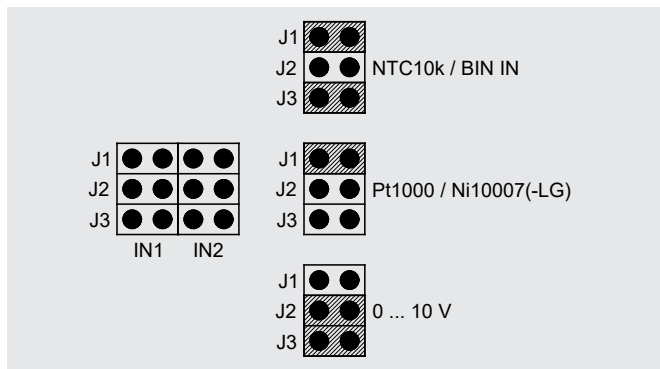 J1
J2 NTC10k / BIN IN
J3
J1
J2
J3
IN1 IN2
J1
J2 Pt1000 / Ni10007(-LG)
J3
J1
J2 0 ... 10 V
J3